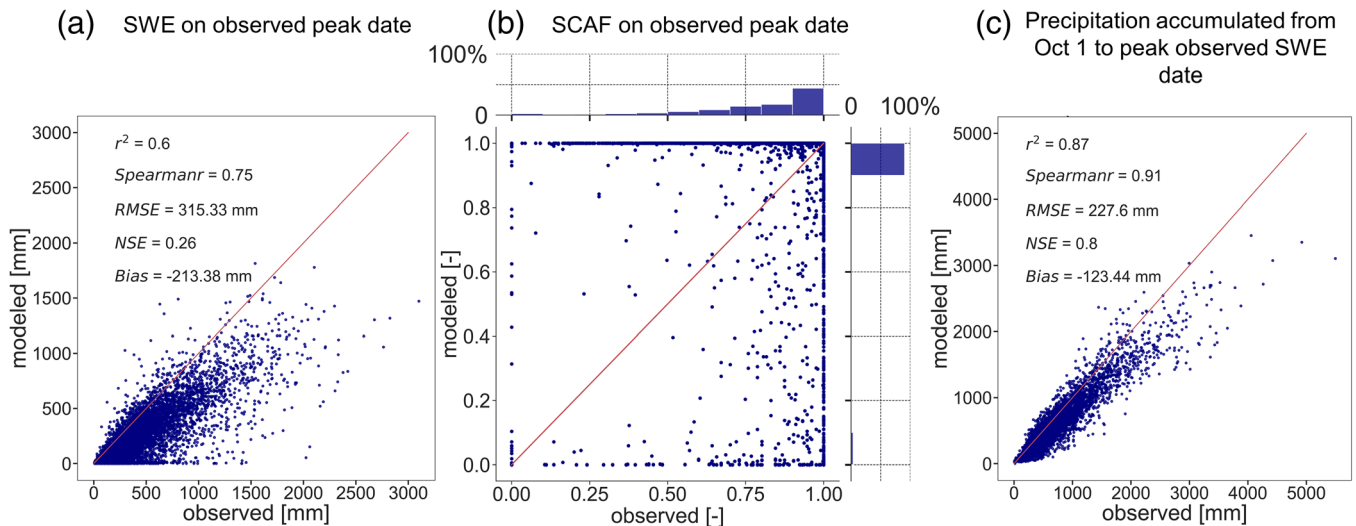 (a) SWE on observed peak date
3000
2500
2000
1500
1000
500
0
modeled [mm]
r² = 0.6
Spearmanr = 0.75
RMSE = 315.33 mm
NSE = 0.26
Bias = -213.38 mm
0 500 1000 1500 2000 2500 3000
observed [mm]
(b) SCAF on observed peak date
100%
0
0 100%
1.0
0.8
0.6
0.4
0.2
0.0
modeled [-]
0.00 0.25 0.50 0.75 1.00
observed [-]
(c) Precipitation accumulated from
Oct 1 to peak observed SWE
date
5000
4000
3000
2000
1000
0
modeled [mm]
r² = 0.87
Spearmanr = 0.91
RMSE = 227.6 mm
NSE = 0.8
Bias = -123.44 mm
0 1000 2000 3000 4000 5000
observed [mm]